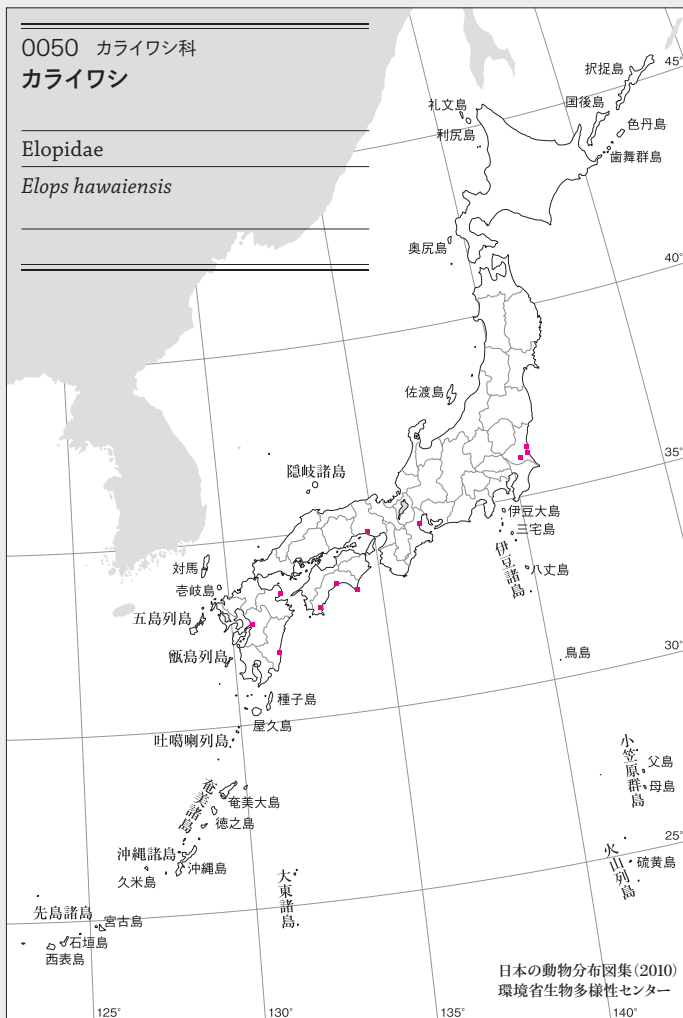 0050 カライワシ科
カライワシ
Elopidae
Elops hawaiensis
45°
択捉島
国後島
礼文島
色丹島
利尻島
歯舞群島
奥尻島
40°
佐渡島
35°
隠岐諸島
伊豆大島
三宅島
伊豆諸島
八丈島
対馬
壱岐島
五島列島
甑島列島
鳥島
30°
種子島
屋久島
吐噶喇列島
小笠原群島
父島
母島
奄美諸島
奄美大島
徳之島
25°
沖縄諸島
沖縄島
久米島
大東諸島
火山列島
硫黄島
先島諸島
宮古島
石垣島
西表島
日本の動物分布図集(2010)
環境省生物多様性センター
125°
130°
135°
140°